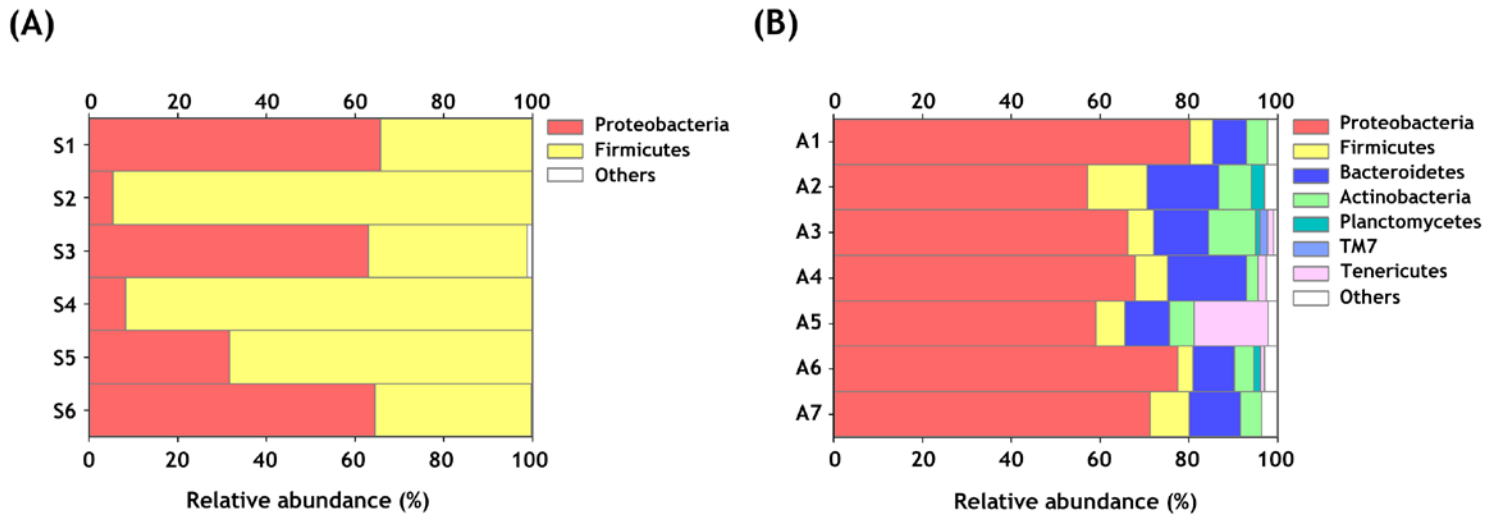 (A)
0 20 40 60 80 100
S1
S2
S3
S4
S5
S6
0 20 40 60 80 100
Relative abundance (%)
Proteobacteria
Firmicutes
Others
(B)
0 20 40 60 80 100
A1
A2
A3
A4
A5
A6
A7
0 20 40 60 80 100
Relative abundance (%)
Proteobacteria
Firmicutes
Bacteroidetes
Actinobacteria
Planctomycetes
TM7
Tenericutes
Others